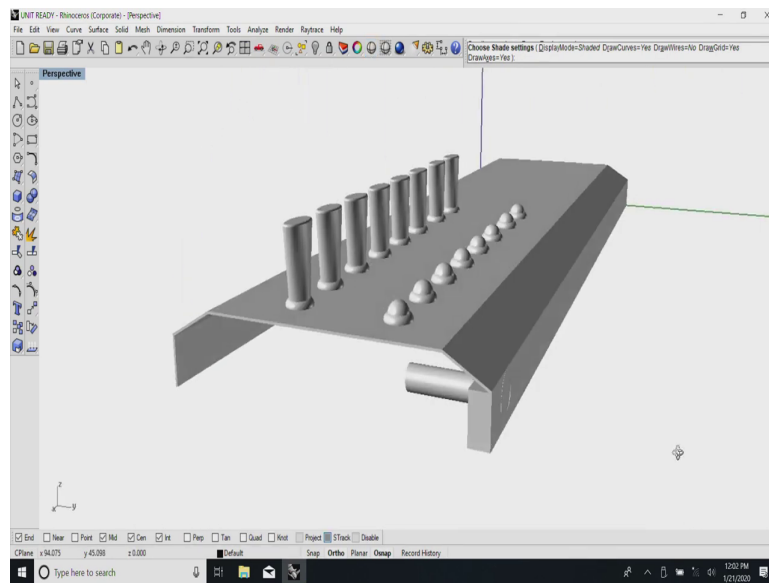 UNIT READY - Rhinoceros (Corporate) - [Perspective]
File Edit View Curve Surface Solid Mesh Dimension Transform Tools Analyze Render Raytrace Help
Choose Shade settings ( DisplayMode=Shaded DrawCurves=Yes DrawWires=No DrawGrid=Yes
DrawAxes=Yes ):
Perspective
z
x y
End Near Point Mid Cen Int Perp Tan Quad Knot Project STrack Disable
CPlane x 94.075 y 45.098 z 0.000 Default Snap Ortho Planar Osnap Record History
Type here to search
12:02 PM
1/21/2020